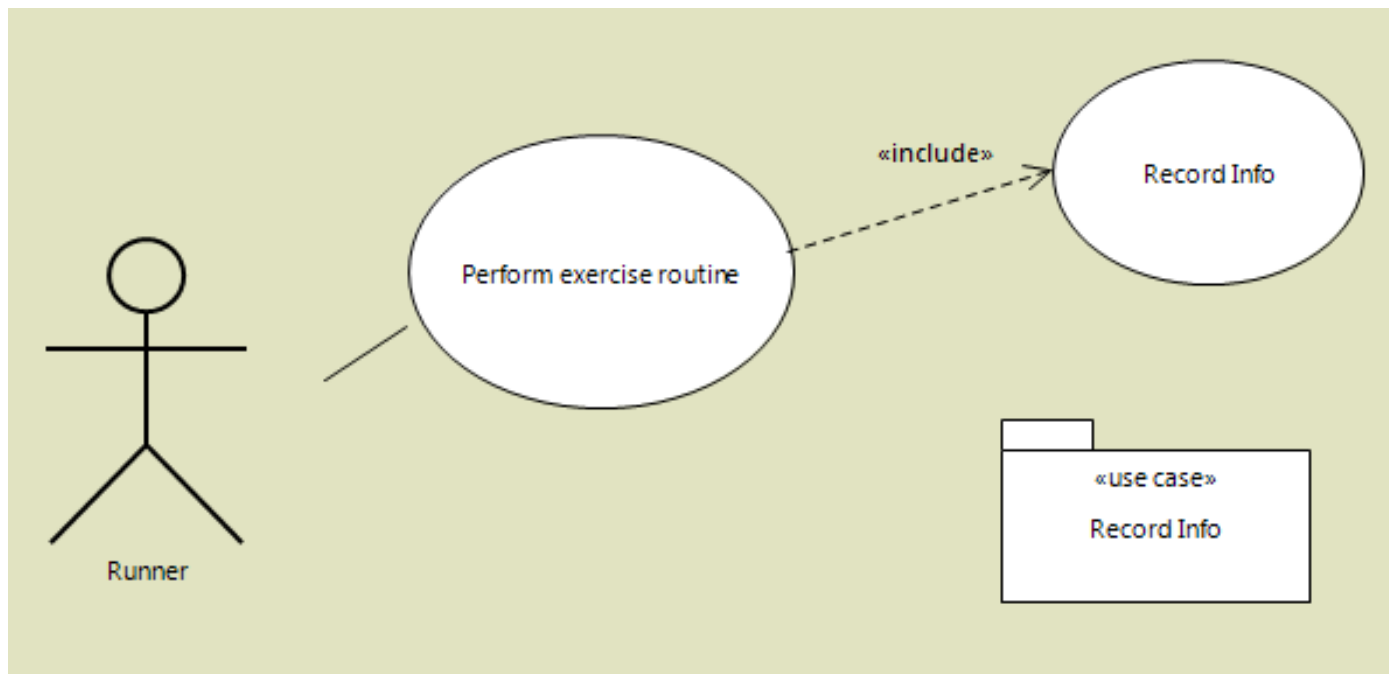 «include»
Record Info
Perform exercise routine
«use case»
Record Info
Runner